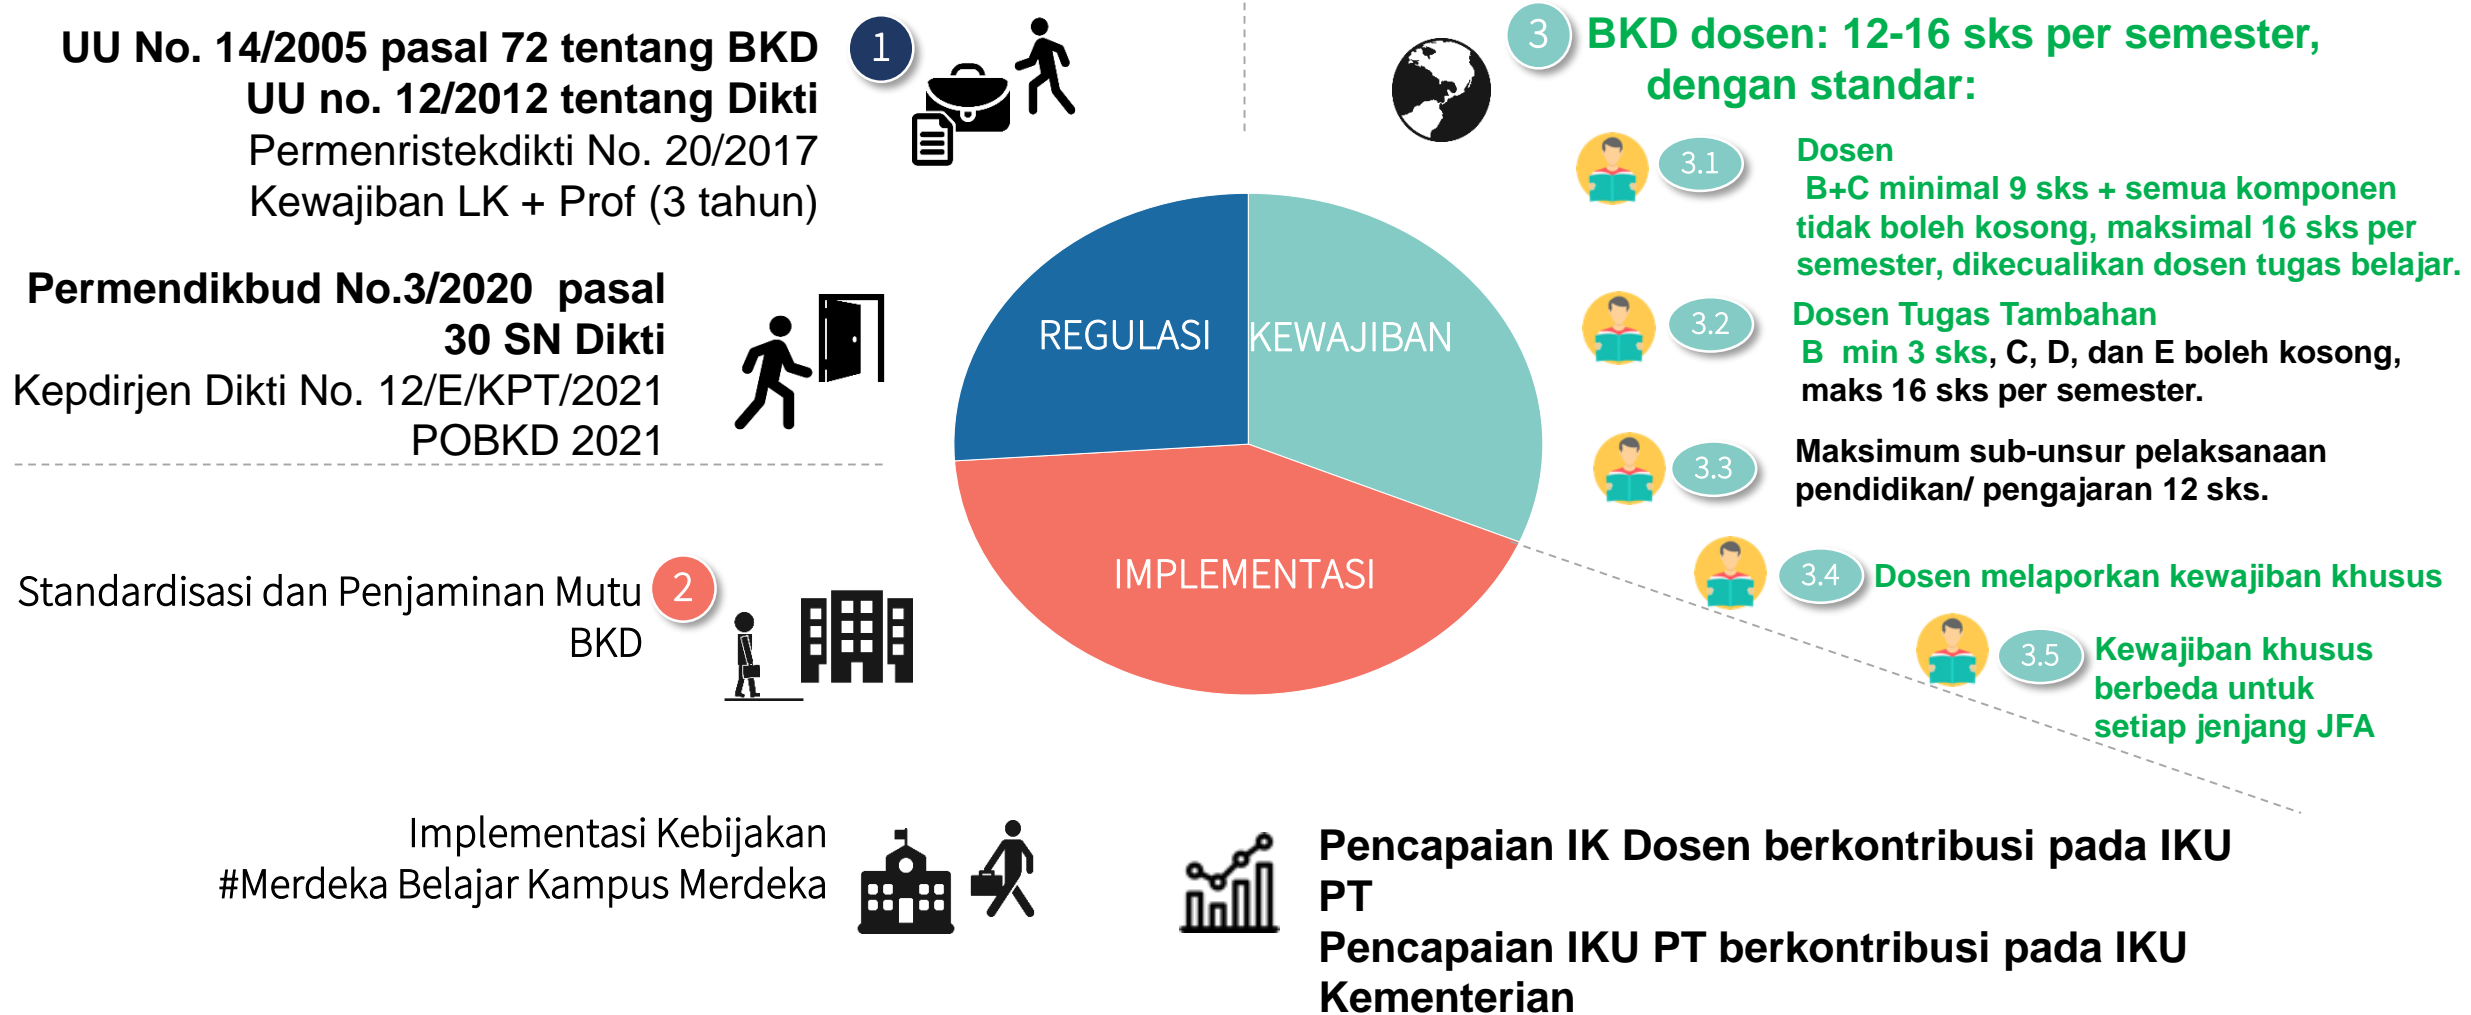 UU No. 14/2005 pasal 72 tentang BKD
UU no. 12/2012 tentang Dikti
Permenristekdikti No. 20/2017
Kewajiban LK + Prof (3 tahun)
1
Permendikbud No.3/2020 pasal
30 SN Dikti
Kepdirjen Dikti No. 12/E/KPT/2021
POBKD 2021
Standardisasi dan Penjaminan Mutu
BKD
2
Implementasi Kebijakan
#Merdeka Belajar Kampus Merdeka
REGULASI
KEWAJIBAN
IMPLEMENTASI
3
BKD dosen: 12-16 sks per semester,
dengan standar:
3.1
Dosen
B+C minimal 9 sks + semua komponen
tidak boleh kosong, maksimal 16 sks per
semester, dikecualikan dosen tugas belajar.
3.2
Dosen Tugas Tambahan
B min 3 sks, C, D, dan E boleh kosong,
maks 16 sks per semester.
3.3
Maksimum sub-unsur pelaksanaan
pendidikan/ pengajaran 12 sks.
3.4
Dosen melaporkan kewajiban khusus
3.5
Kewajiban khusus
berbeda untuk
setiap jenjang JFA
Pencapaian IK Dosen berkontribusi pada IKU
PT
Pencapaian IKU PT berkontribusi pada IKU
Kementerian